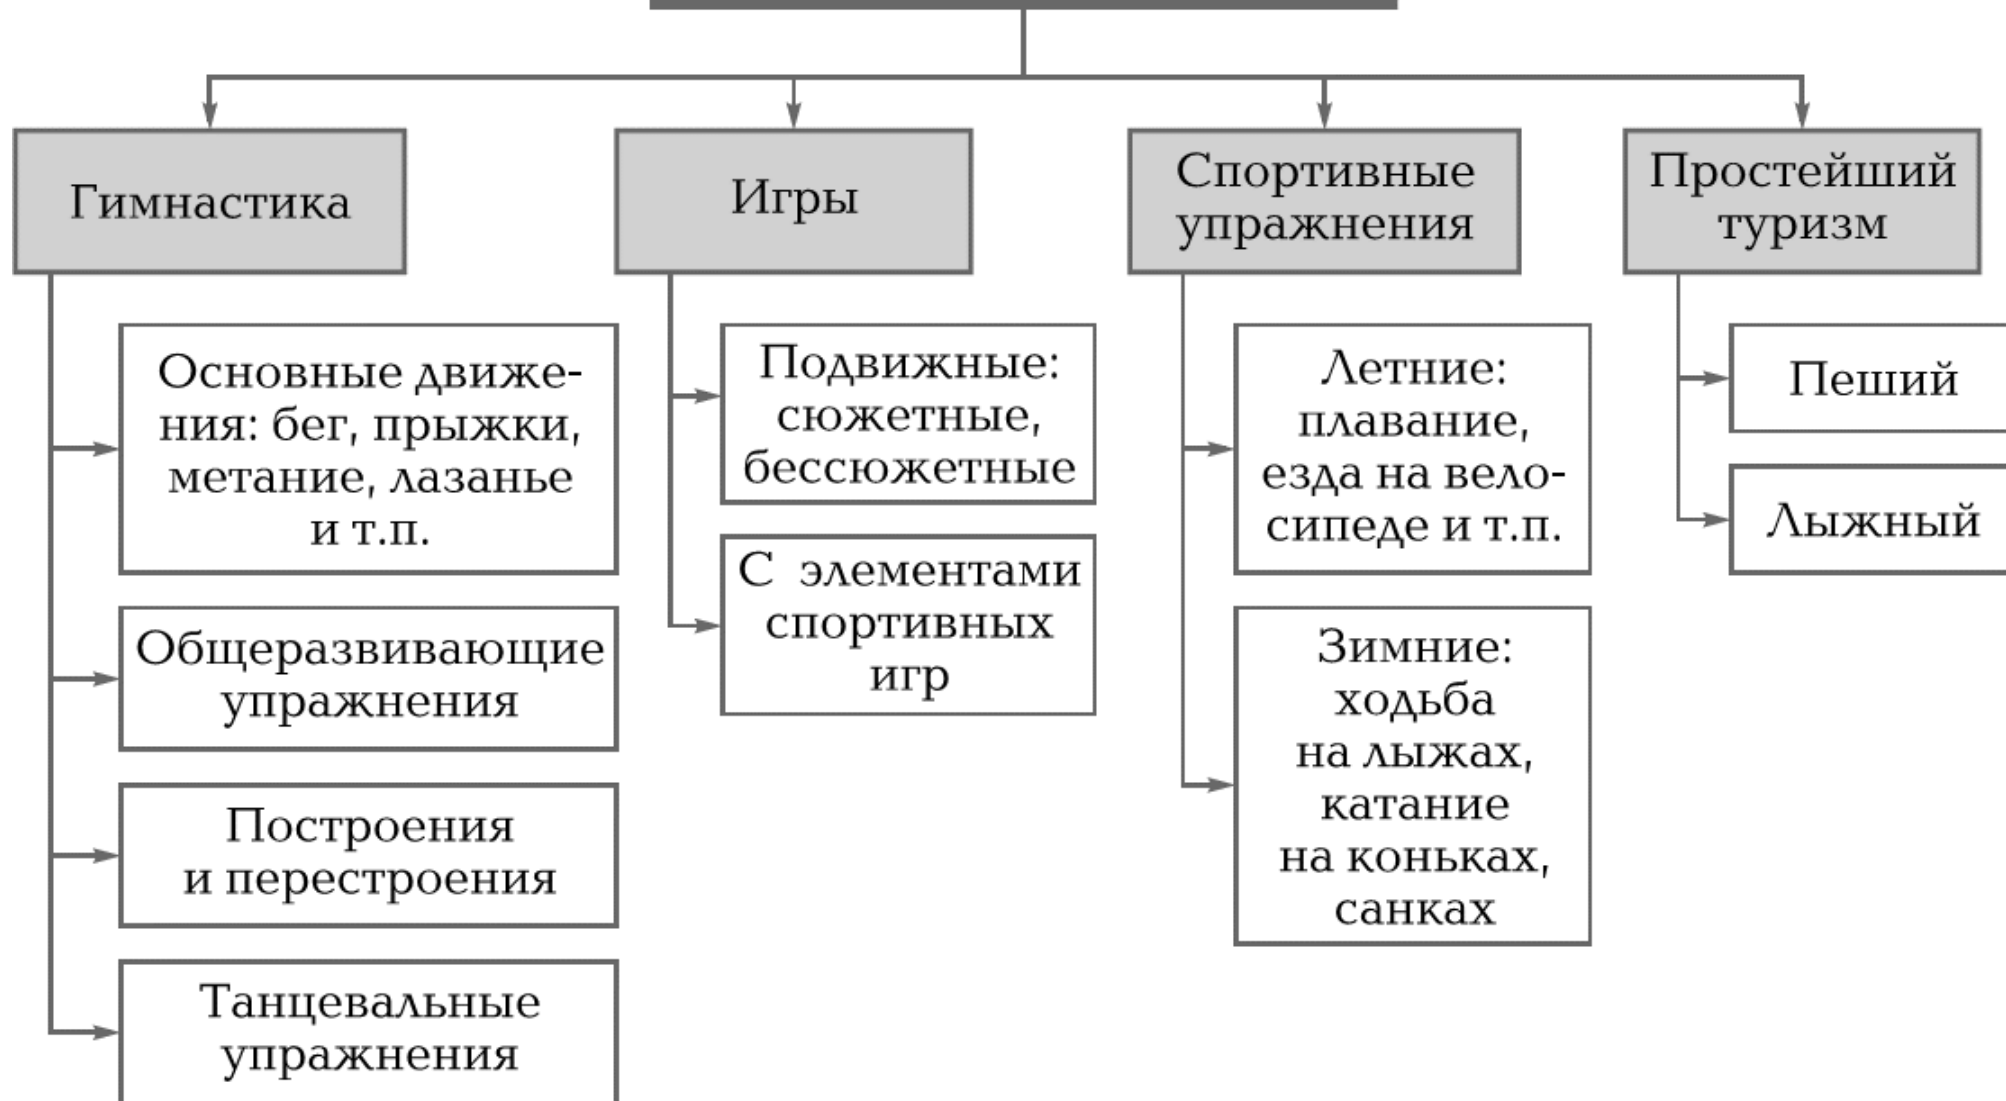 Гимнастика
Основные движе-
ния: бег, прыжки,
метание, лазанье
и т.п.
Общеразвивающие
упражнения
Построения
и перестроения
Танцевальные
упражнения
Игры
Подвижные:
сюжетные,
бессюжетные
С элементами
спортивных
игр
Спортивные
упражнения
Летние:
плавание,
езда на вело-
сипеде и т.п.
Зимние:
ходьба
на лыжах,
катание
на коньках,
санках
Простейший
туризм
Пеший
Лыжный